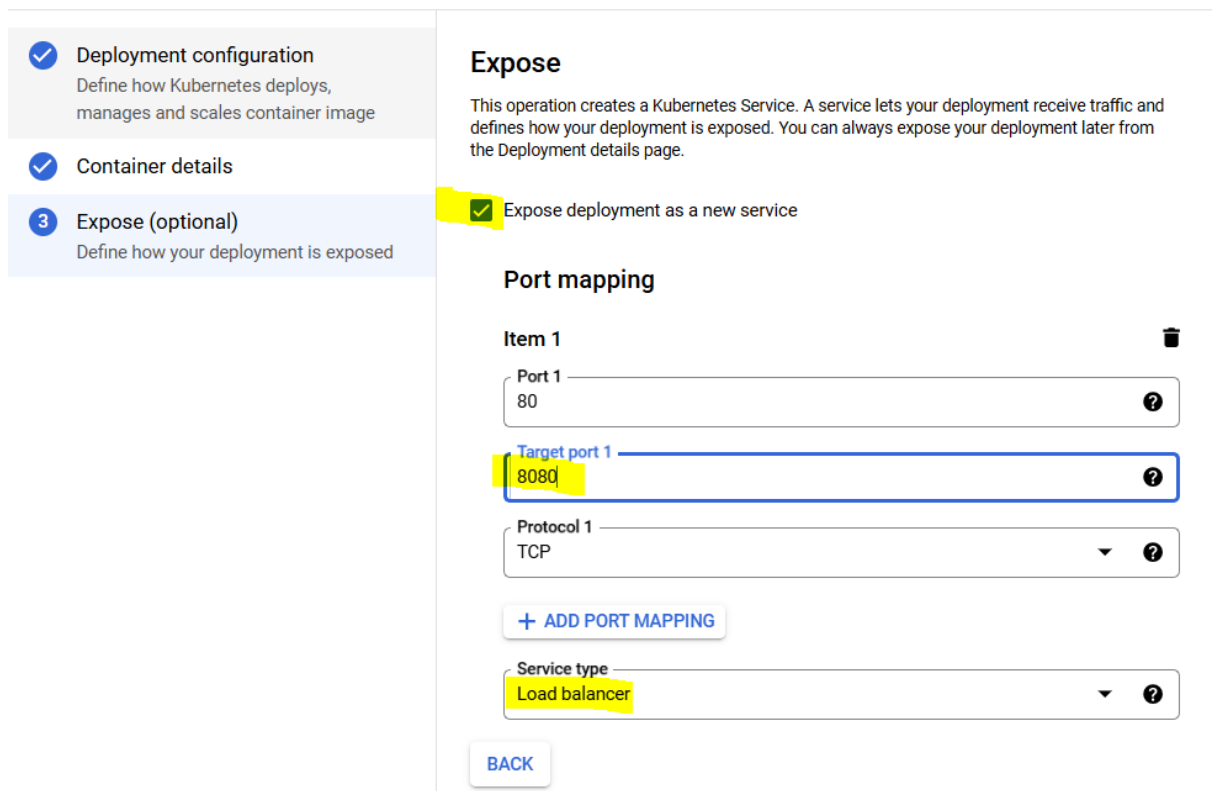 Deployment configuration
Define how Kubernetes deploys,
manages and scales container image
Container details
3
Expose (optional)
Define how your deployment is exposed
Expose
This operation creates a Kubernetes Service. A service lets your deployment receive traffic and
defines how your deployment is exposed. You can always expose your deployment later from
the Deployment details page.
Expose deployment as a new service
Port mapping
Item 1
Port 1
80
Target port 1
8080
Protocol 1
TCP
+ ADD PORT MAPPING
Service type
Load balancer
BACK